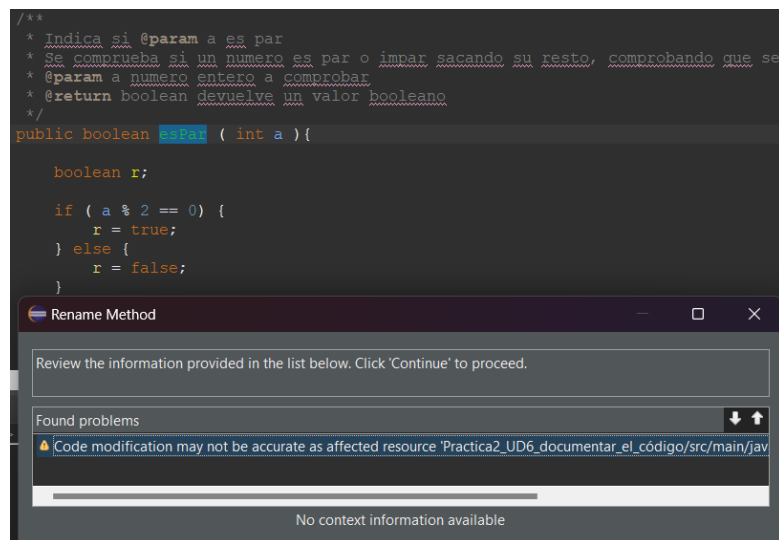 /**
* Indica si @param a es par
* Se comprueba si un numero es par o impar sacando su resto, comprobando que se
* @param a numero entero a comprobar
* @return boolean devuelve un valor booleano
*/
public boolean esPar ( int a ){
boolean r;
if ( a % 2 == 0) {
r = true;
} else {
r = false;
}
Rename Method
Review the information provided in the list below. Click 'Continue' to proceed.
Found problems
Code modification may not be accurate as affected resource 'Practica2_UD6_documentar_el_código/src/main/jav
No context information available